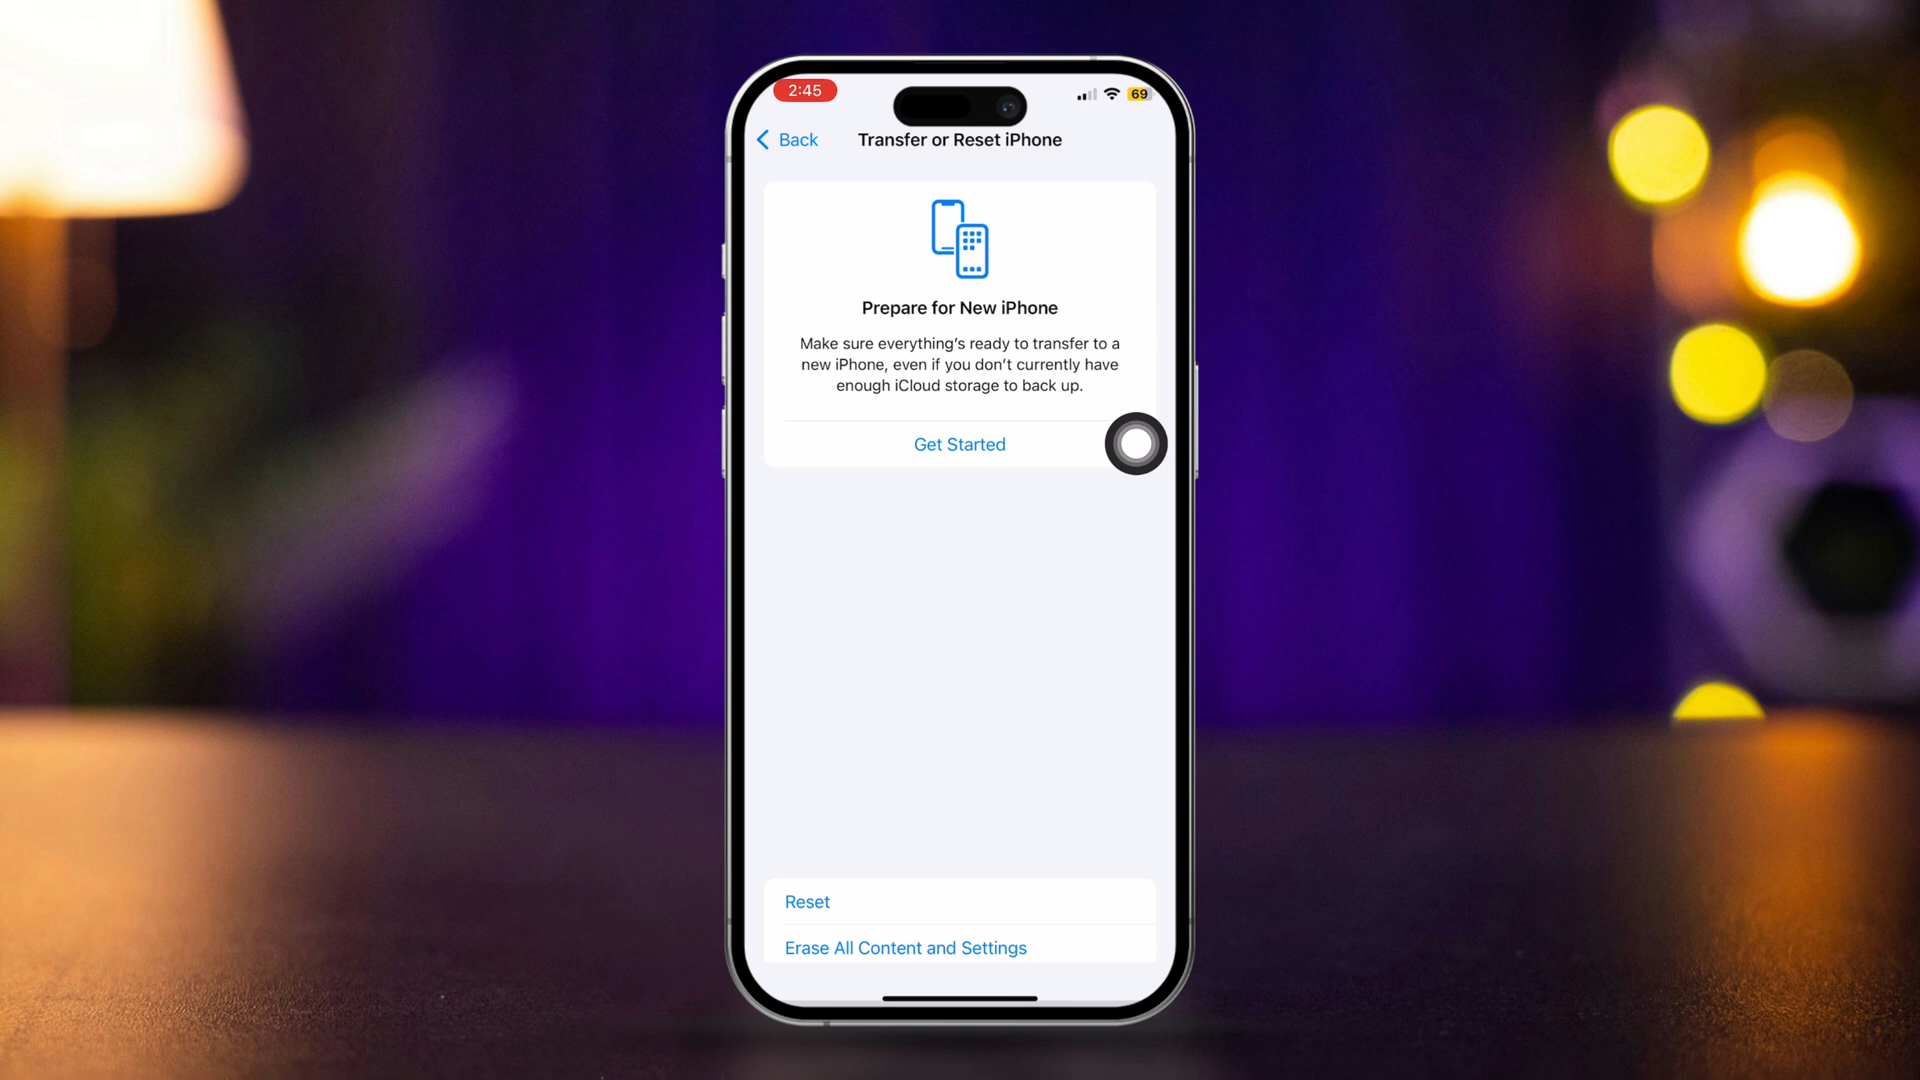 2:45
69
Back
Transfer or Reset iPhone
Prepare for New iPhone
Make sure everything's ready to transfer to a
new iPhone, even if you don't currently have
enough iCloud storage to back up.
Get Started
Reset
Erase All Content and Settings